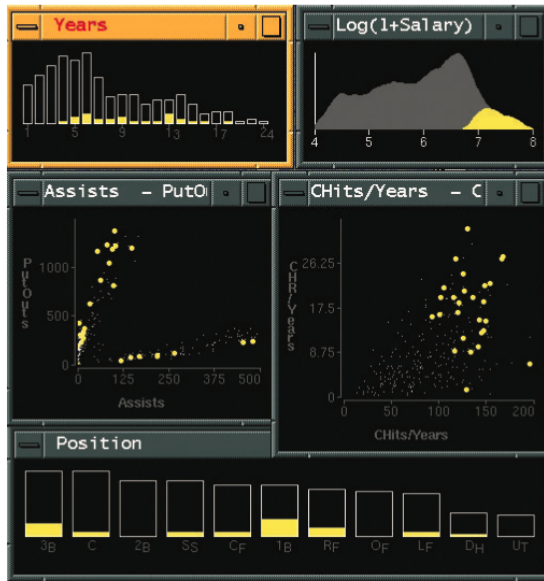 Years
1 5 9 13 17 24
Log(1+Salary)
4 5 6 7 8
Assists - PutOu
PutOuts
1000
500
0
0 125 250 375 500
Assists
CHits/Years - C
CHR/Years
26.25
17.5
8.75
0
0 50 100 150 200
CHits/Years
Position
3B C 2B SS CF 1B RF OF LF DH UT